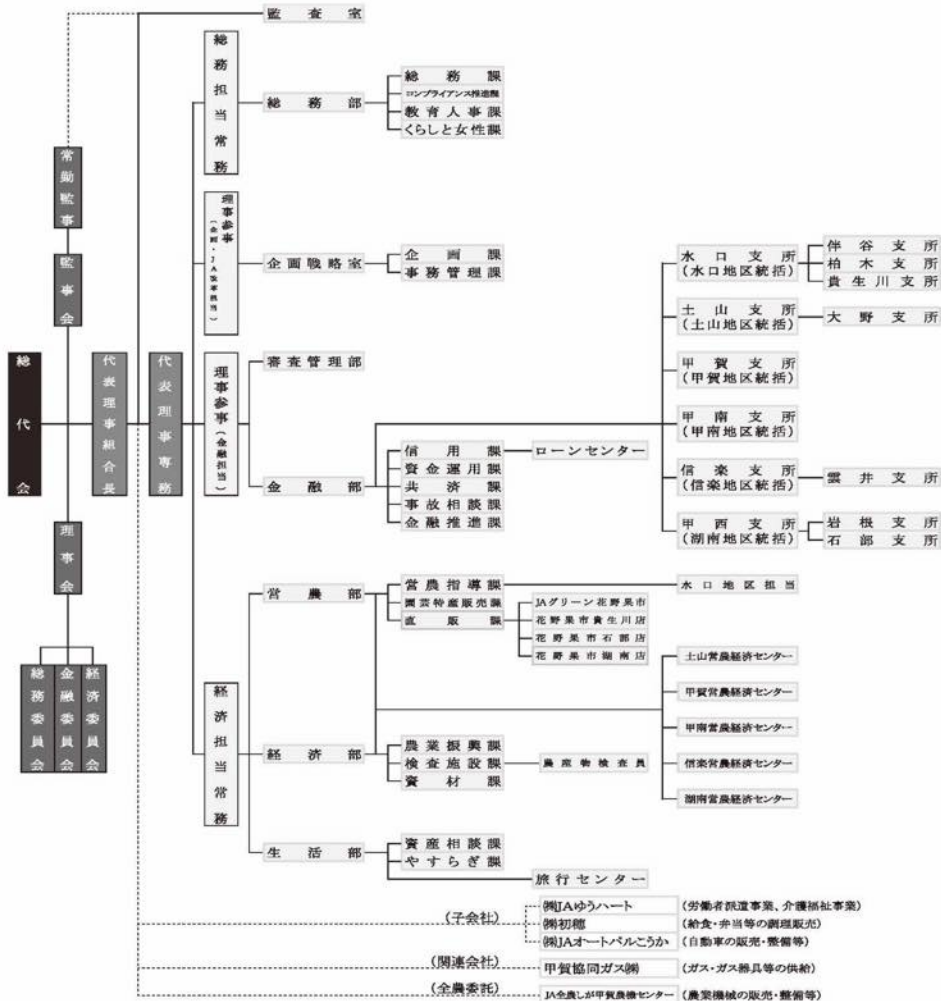 監査室
総務担当常務
総務部
総務課
コンプライアンス推進課
教育人事課
くらしと女性課
常勤監事
監事会
理事参事
(企画・JA改革担当)
企画戦略室
企画課
事務管理課
水口支所
(水口地区統括)
伴谷支所
柏木支所
貴生川支所
土山支所
(土山地区統括)
大野支所
総代会
代表理事組合長
代表理事専務
理事参事(金融担当)
審査管理部
甲賀支所
(甲賀地区統括)
甲南支所
(甲南地区統括)
金融部
信用課
ローンセンター
資金運用課
共済課
事故相談課
金融推進課
信楽支所
(信楽地区統括)
雲井支所
甲西支所
(湖南地区統括)
岩根支所
石部支所
理事会
総務委員会
金融委員会
経済委員会
経済担当常務
営農部
営農指導課
水口地区担当
園芸特産販売課
直販課
JAグリーン花野果市
花野果市貴生川店
花野果市石部店
花野果市湖南店
土山営農経済センター
甲賀営農経済センター
甲南営農経済センター
信楽営農経済センター
湖南営農経済センター
経済部
農業振興課
検査施設課
農産物検査員
資材課
生活部
資産相談課
やすらぎ課
旅行センター
(子会社)
㈱JAゆうハート
(労働者派遣事業、介護福祉事業)
㈱初穂
(給食・弁当等の調理販売)
㈱JAオートパルこうか
(自動車の販売・整備等)
(関連会社)
甲賀協同ガス㈱
(ガス・ガス器具等の供給)
(全農委託)
JA全農しが甲賀農機センター
(農業機械の販売・整備等)